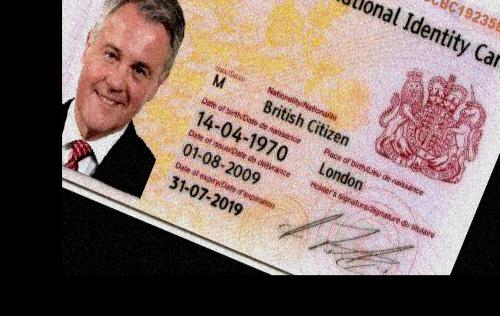 National Identity Car
Sex/Sexe
M
Nationality/Nationalité
British Citizen
Date of birth/Date de naissance
14-04-1970
Place of birth/Lieu de naissance
London
Date of issue/Date de délivrance
01-08-2009
Holder's signature/Signature du titulaire
Date of expiry/Date d'expiration
31-07-2019